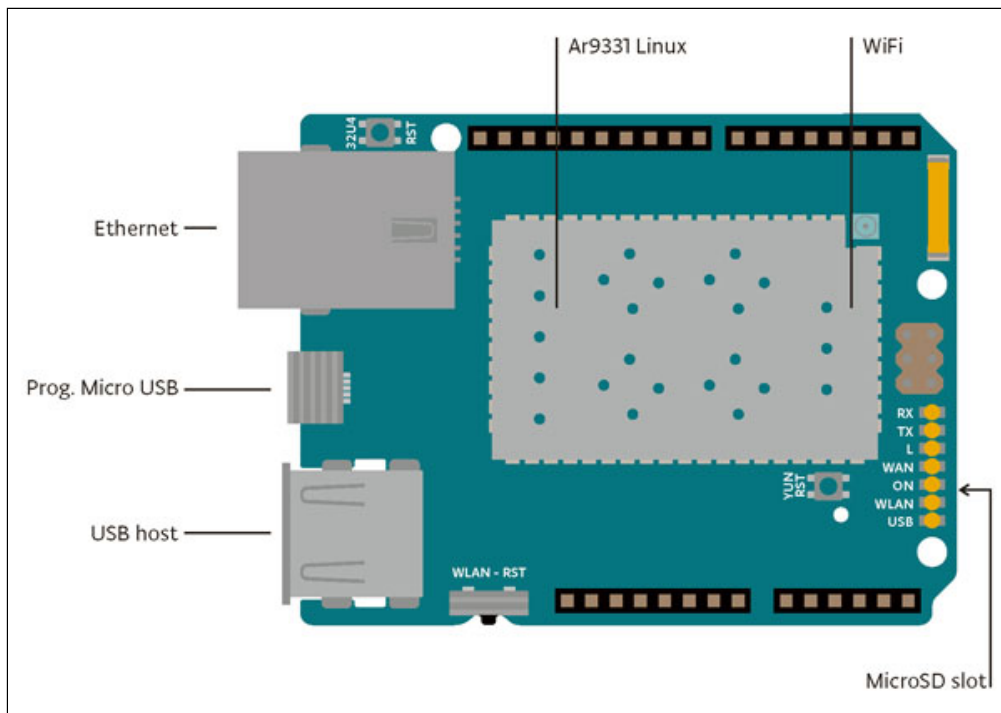 Ar9331 Linux
WiFi
32U4
RST
Ethernet
Prog. Micro USB
RX
TX
L
WAN
ON
WLAN
USB
YUN
RST
USB host
WLAN - RST
MicroSD slot